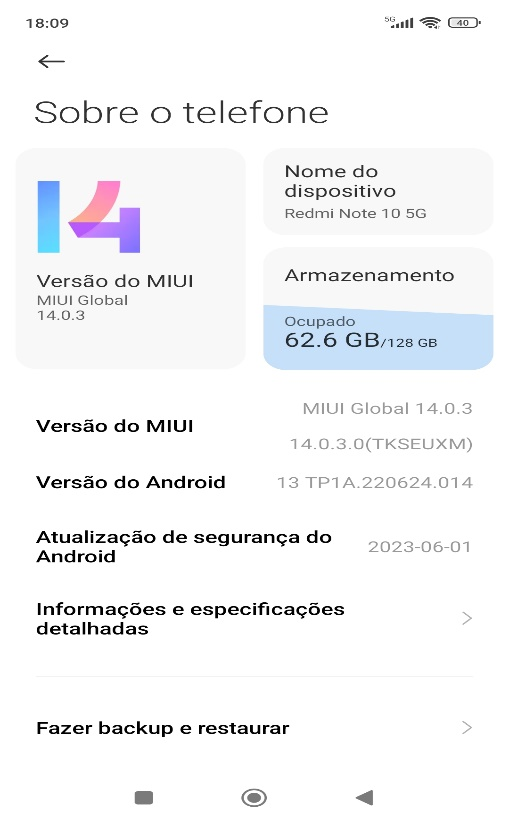 18:09
5G
40
Sobre o telefone
14
Versão do MIUI
MIUI Global
14.0.3
Nome do
dispositivo
Redmi Note 10 5G
Armazenamento
Ocupado
62.6 GB/128 GB
Versão do MIUI
MIUI Global 14.0.3
14.0.3.0(TKSEUXM)
Versão do Android
13 TP1A.220624.014
Atualização de segurança do
Android
2023-06-01
Informações e especificações
detalhadas
Fazer backup e restaurar